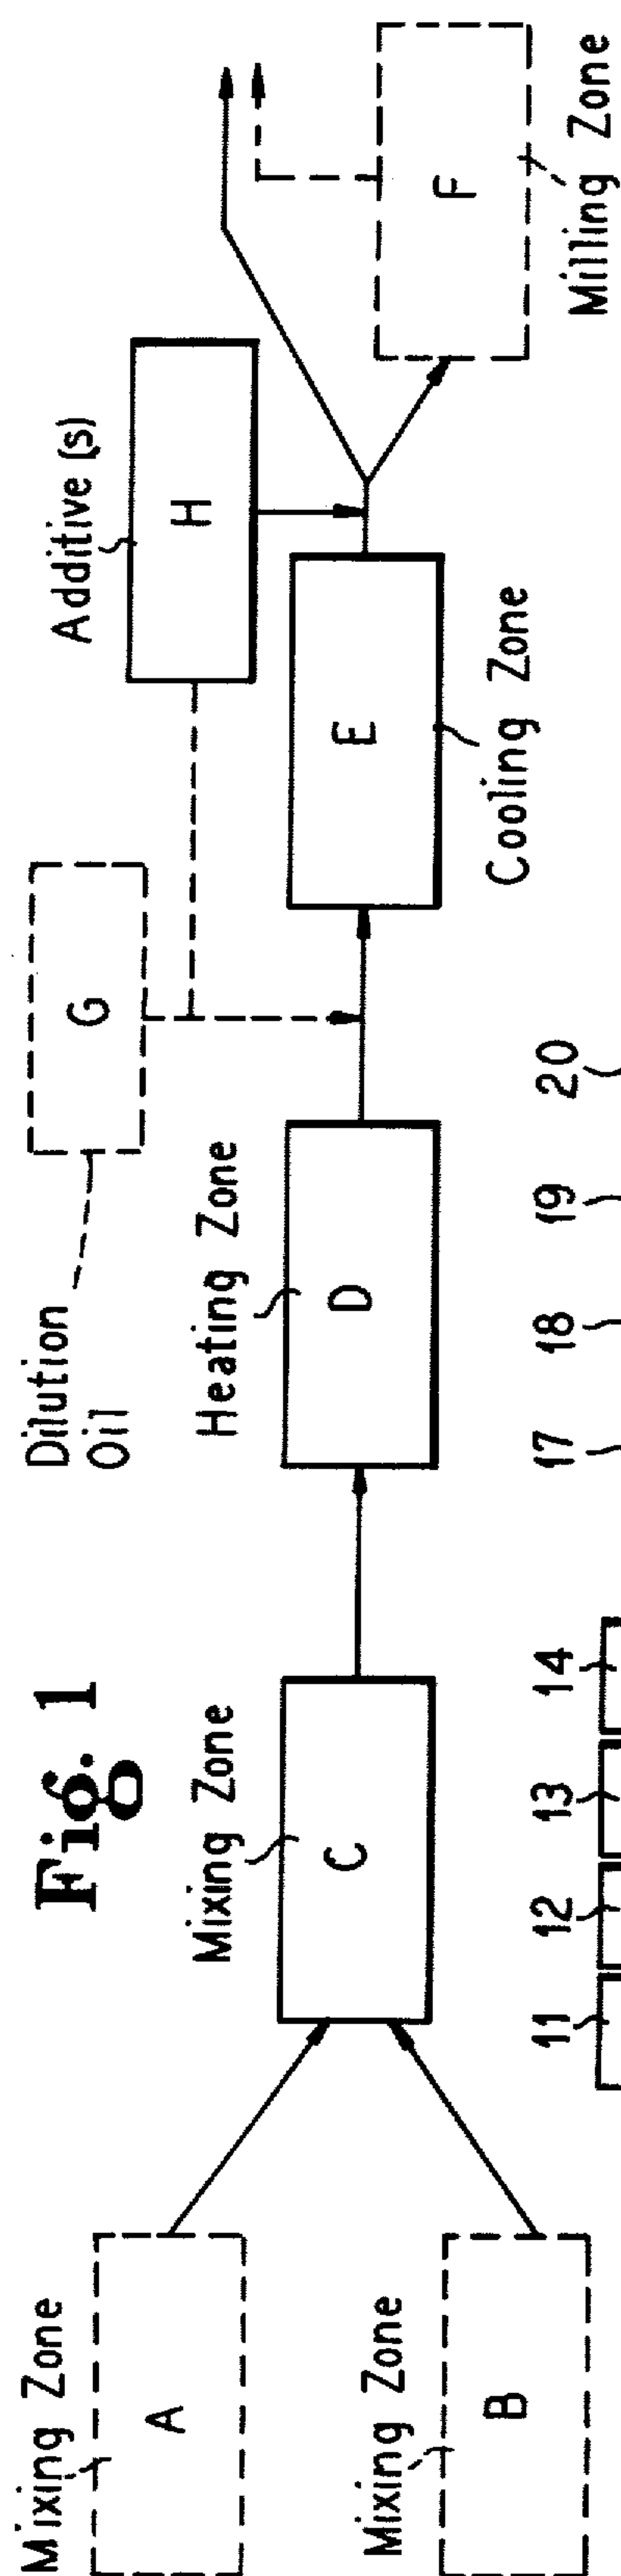 Fig. 1
Mixing Zone
A
Mixing Zone
B
Mixing Zone
C
Heating Zone
D
Dilution
Oil
G
Additive (s)
H
E
Cooling Zone
F
Milling Zone
11
12
13
14
17
18
19
20